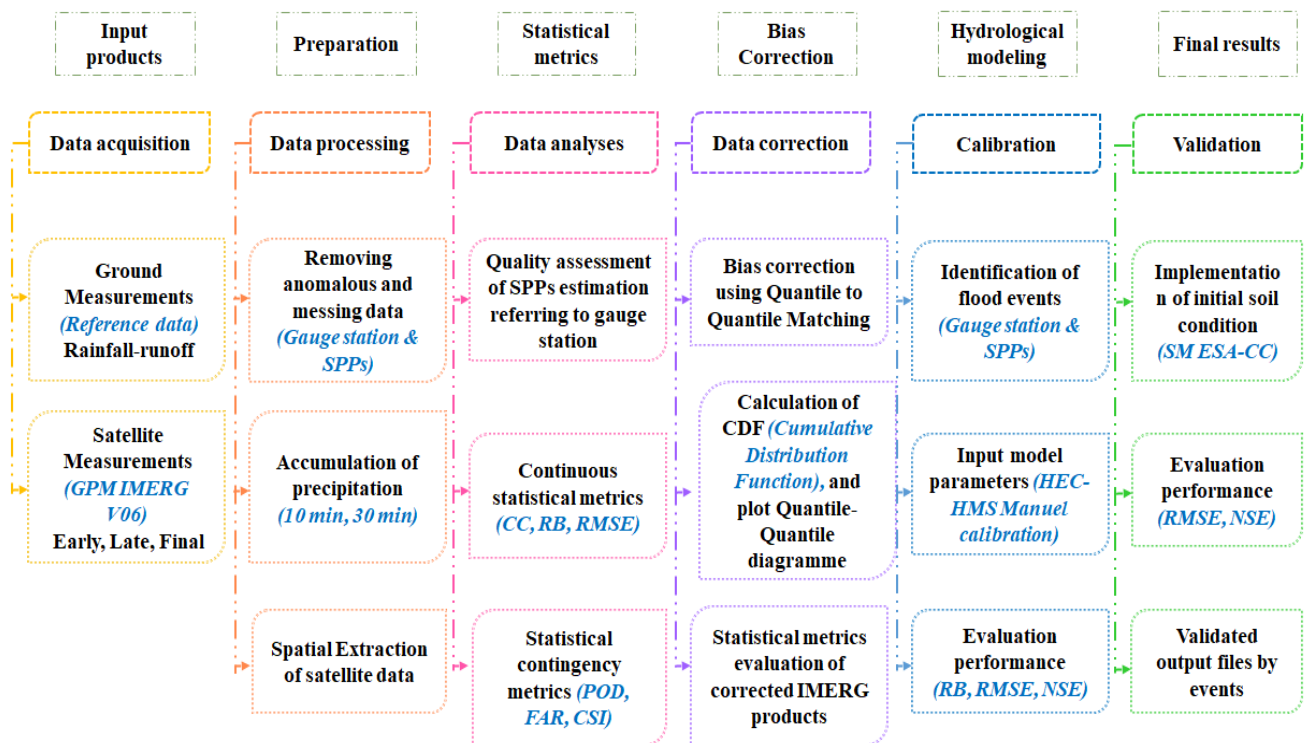 Input
products
Preparation
Statistical
metrics
Bias
Correction
Hydrological
modeling
Final results
Data acquisition
Data processing
Data analyses
Data correction
Calibration
Validation
Ground
Measurements
(Reference data)
Rainfall-runoff
Removing
anomalous and
messing data
(Gauge station &
SPPs)
Quality assessment
of SPPs estimation
referring to gauge
station
Bias correction
using Quantile to
Quantile Matching
Identification of
flood events
(Gauge station &
SPPs)
Implementatio
n of initial soil
condition
(SM ESA-CC)
Satellite
Measurements
(GPM IMERG
V06)
Early, Late, Final
Accumulation of
precipitation
(10 min, 30 min)
Continuous
statistical metrics
(CC, RB, RMSE)
Calculation of
CDF (Cumulative
Distribution
Function), and
plot Quantile-
Quantile
diagramme
Input model
parameters (HEC-
HMS Manuel
calibration)
Evaluation
performance
(RMSE, NSE)
Spatial Extraction
of satellite data
Statistical
contingency
metrics (POD,
FAR, CSI)
Statistical metrics
evaluation of
corrected IMERG
products
Evaluation
performance
(RB, RMSE, NSE)
Validated
output files by
events